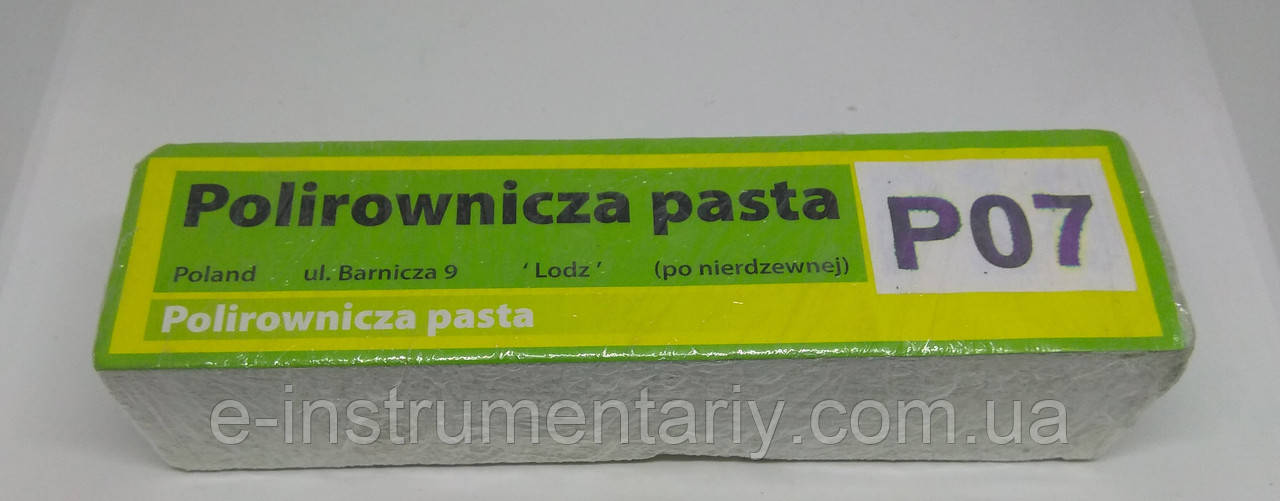 Polirownicza pasta
P07
Poland ul. Barnicza 9 ‘Lodz’ (po nierdzewnej)
Polirownicza pasta
e-instrumentariy.com.ua